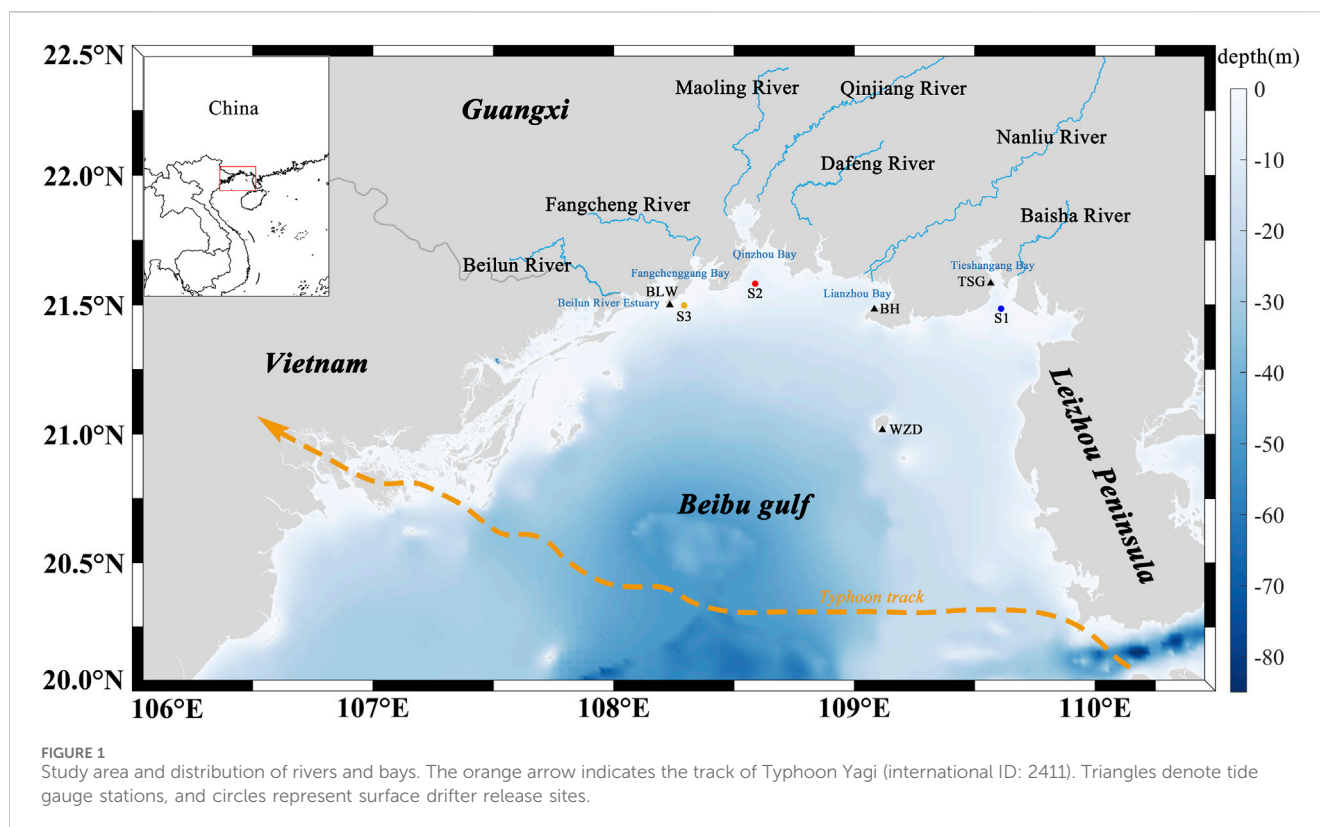 22.5°N
22.0°N
21.5°N
21.0°N
20.5°N
20.0°N
106°E
107°E
108°E
109°E
110°E
China
Guangxi
Maoling River
Qinjiang River
Nanliu River
Dafeng River
Fangcheng River
Baisha River
Beilun River
Qinzhou Bay
Fangchenggang Bay
Tieshangang Bay
Beilun River Estuary
BLW
S3
S2
Lianzhou Bay
BH
TSG
S1
Vietnam
WZD
Leizhou Peninsula
Beibu gulf
Typhoon track
depth(m)
0
-10
-20
-30
-40
-50
-60
-70
-80
FIGURE 1
Study area and distribution of rivers and bays. The orange arrow indicates the track of Typhoon Yagi (international ID: 2411). Triangles denote tide
gauge stations, and circles represent surface drifter release sites.